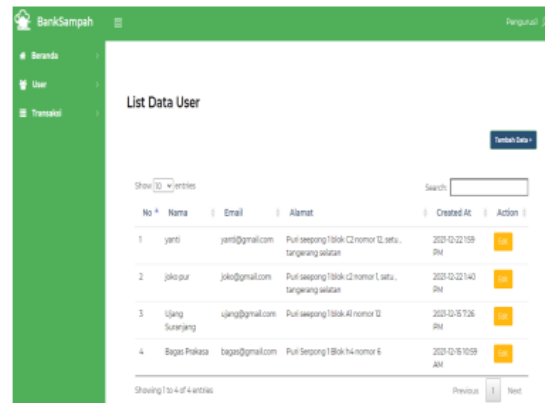 BankSampah
Pengurus1
Beranda
User
Transaksi
List Data User
Tambah Data +
Show 10 entries
Search:
No Nama Email Alamat Created At Action
1 yanti yanti@gmail.com Puri seepong 1 blok C2 nomor 12, setu ,
tangerang selatan
2021-12-22 1:59
PM
Edit
2 joko pur joko@gmail.com Puri seepong 1 blok c2 nomor 1, setu ,
tangerang selatan
2021-12-22 1:40
PM
Edit
3 Ujang
Suranjang
ujang@gmail.com Puri seepong 1 blok A1 nomor 12
2021-12-15 7:26
PM
Edit
4 Bagas Prakasa bagas@gmail.com Puri Serpong 1 Blok h4 nomor 6
2021-12-15 10:59
AM
Edit
Showing 1 to 4 of 4 entries
Previous 1 Next